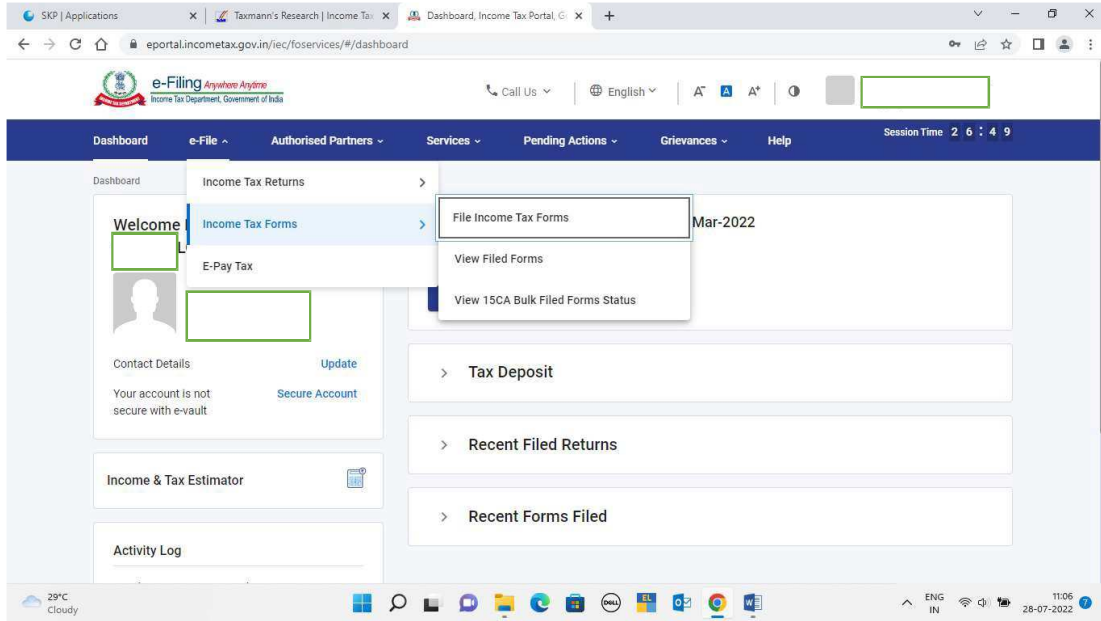 SKP | Applications
Taxmann's Research | Income Ta
Dashboard, Income Tax Portal, G
eportal.incometax.gov.in/iec/foservices/#/dashboard
e-Filing Anywhere Anytime
Income Tax Department, Government of India
Call Us
English
A-
A
A+
Dashboard
e-File
Authorised Partners
Services
Pending Actions
Grievances
Help
Session Time 2 6 : 4 9
Dashboard
Income Tax Returns
Welcome
Income Tax Forms
File Income Tax Forms
Mar-2022
L
E-Pay Tax
View Filed Forms
View 15CA Bulk Filed Forms Status
Contact Details
Update
Your account is not
secure with e-vault
Secure Account
Tax Deposit
Recent Filed Returns
Income & Tax Estimator
Recent Forms Filed
Activity Log
29°C
Cloudy
DELL
EL
ENG
IN
11:06
28-07-2022
7